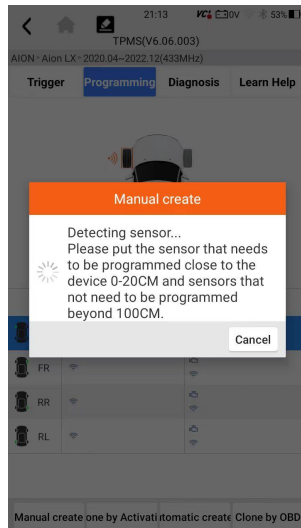 21:13 VCI 0V 53%
TPMS(V6.06.003)
AION> Aion LX> 2020.04~2022.12(433MHz)
Trigger Programming Diagnosis Learn Help
Manual create
Detecting sensor...
Please put the sensor that needs
to be programmed close to the
device 0-20CM and sensors that
not need to be programmed
beyond 100CM.
Cancel
FR
RR
RL
Manual create one by Activati tomatic create Clone by OBD